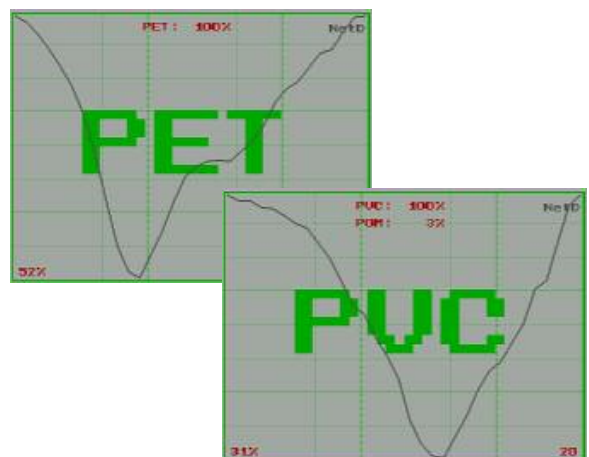 PET: 100% NetD
PET
52%
PVC: 100% NetD
POM: 3%
PVC
31% 20